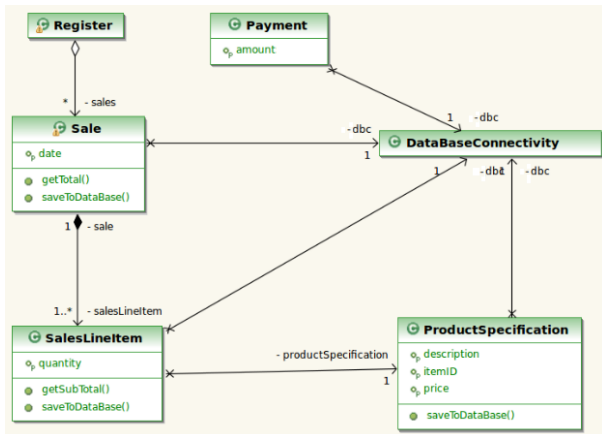 Register
Payment
amount
* - sales
1 -dbc
Sale
date
getTotal()
saveToDataBase()
-dbc
1
DataBaseConnectivity
1 -dbc 1 -dbc
1 - sale
1..* - salesLineItem
SalesLineItem
quantity
getSubTotal()
saveToDataBase()
- productSpecification
1
ProductSpecification
description
itemID
price
saveToDataBase()